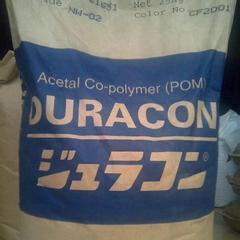 Net 25kg
NW-02
Color No. CF2001
Acetal Co-polymer (POM)
DURACON
ジュラコン®